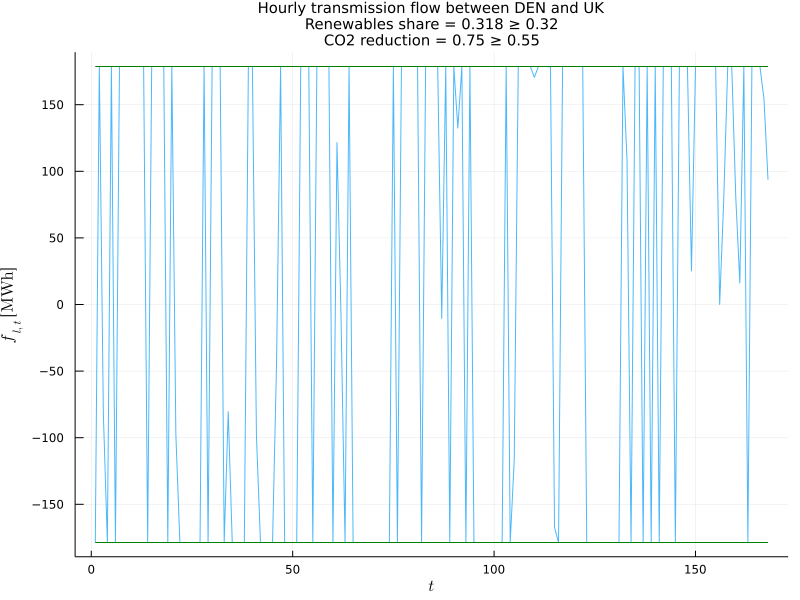 Hourly transmission flow between DEN and UK
Renewables share = 0.318 ≥ 0.32
CO2 reduction = 0.75 ≥ 0.55
150
100
50
0
−50
−100
−150
f_{l,t} [MWh]
0 50 100 150
t